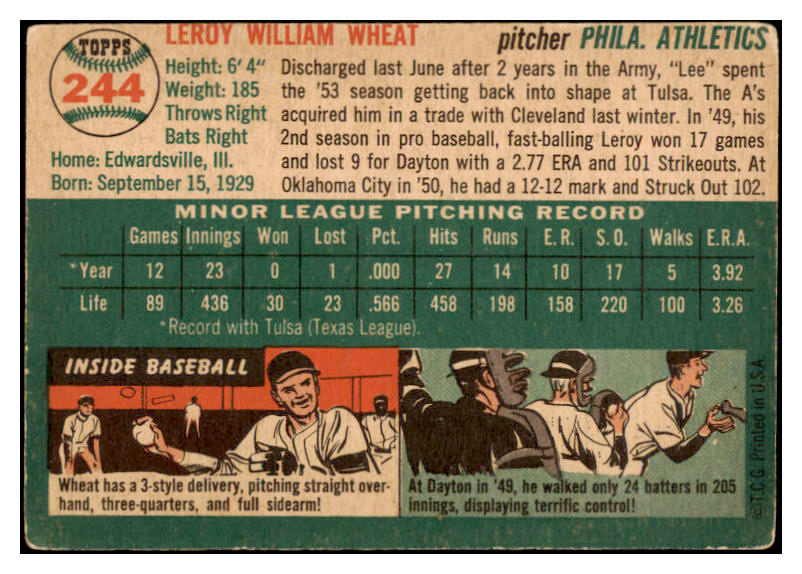 TOPPS
244
LEROY WILLIAM WHEAT
pitcher PHILA. ATHLETICS
Height: 6' 4"
Weight: 185
Throws Right
Bats Right
Home: Edwardsville, Ill.
Born: September 15, 1929
Discharged last June after 2 years in the Army, "Lee" spent
the '53 season getting back into shape at Tulsa. The A's
acquired him in a trade with Cleveland last winter. In '49, his
2nd season in pro baseball, fast-balling Leroy won 17 games
and lost 9 for Dayton with a 2.77 ERA and 101 Strikeouts. At
Oklahoma City in '50, he had a 12-12 mark and Struck Out 102.
MINOR LEAGUE PITCHING RECORD
Games Innings Won Lost Pct. Hits Runs E. R. S. O. Walks E.R.A.
*Year 12 23 0 1 .000 27 14 10 17 5 3.92
Life 89 436 30 23 .566 458 198 158 220 100 3.26
*Record with Tulsa (Texas League).
INSIDE BASEBALL
Wheat has a 3-style delivery, pitching straight over-
hand, three-quarters, and full sidearm!
At Dayton in '49, he walked only 24 batters in 205
innings, displaying terrific control!
©T.C.G. Printed in U.S.A.